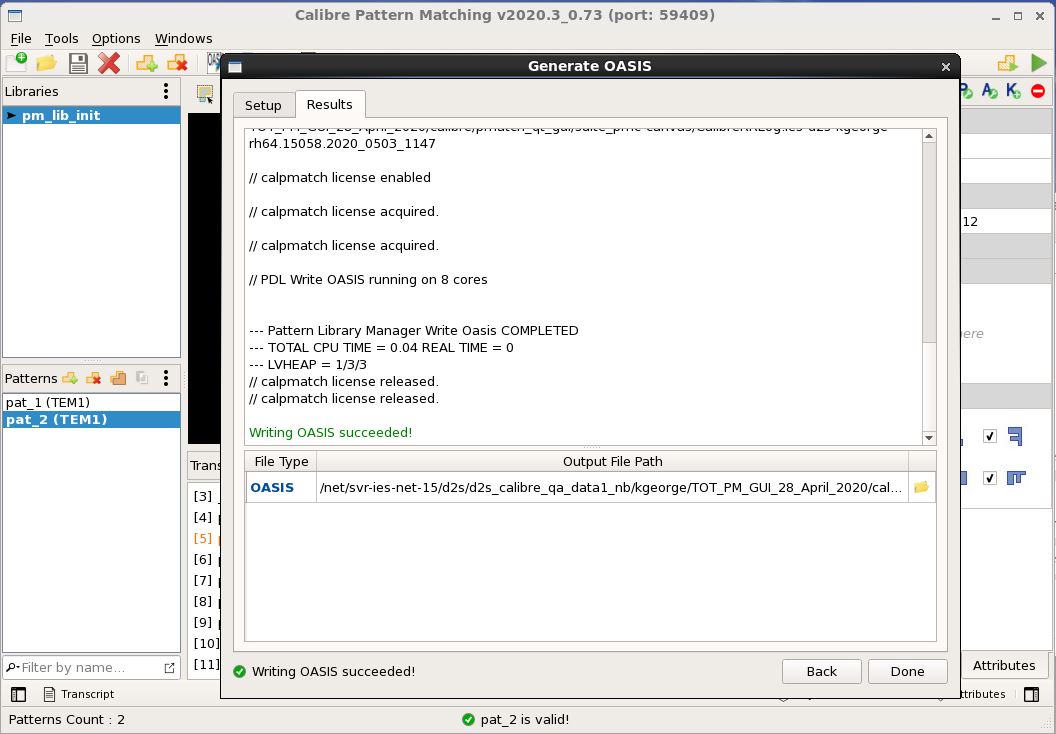 Calibre Pattern Matching v2020.3_0.73 (port: 59409)
File Tools Options Windows
Generate OASIS
Libraries
pm_lib_init
Setup Results
rh64.15058.2020_0503_1147
// calpmatch license enabled
// calpmatch license acquired.
// calpmatch license acquired.
// PDL Write OASIS running on 8 cores
--- Pattern Library Manager Write Oasis COMPLETED
--- TOTAL CPU TIME = 0.04 REAL TIME = 0
--- LVHEAP = 1/3/3
// calpmatch license released.
// calpmatch license released.
Writing OASIS succeeded!
File Type Output File Path
OASIS /net/svr-ies-net-15/d2s/d2s_calibre_qa_data1_nb/kgeorge/TOT_PM_GUI_28_April_2020/cal...
Writing OASIS succeeded!
Back Done
12
Patterns
pat_1 (TEM1)
pat_2 (TEM1)
Trans
[3]
[4]
[5]
[6]
[7]
[8]
[9]
[10]
[11]
Filter by name...
Attributes
Transcript
ttributes
Patterns Count : 2
pat_2 is valid!